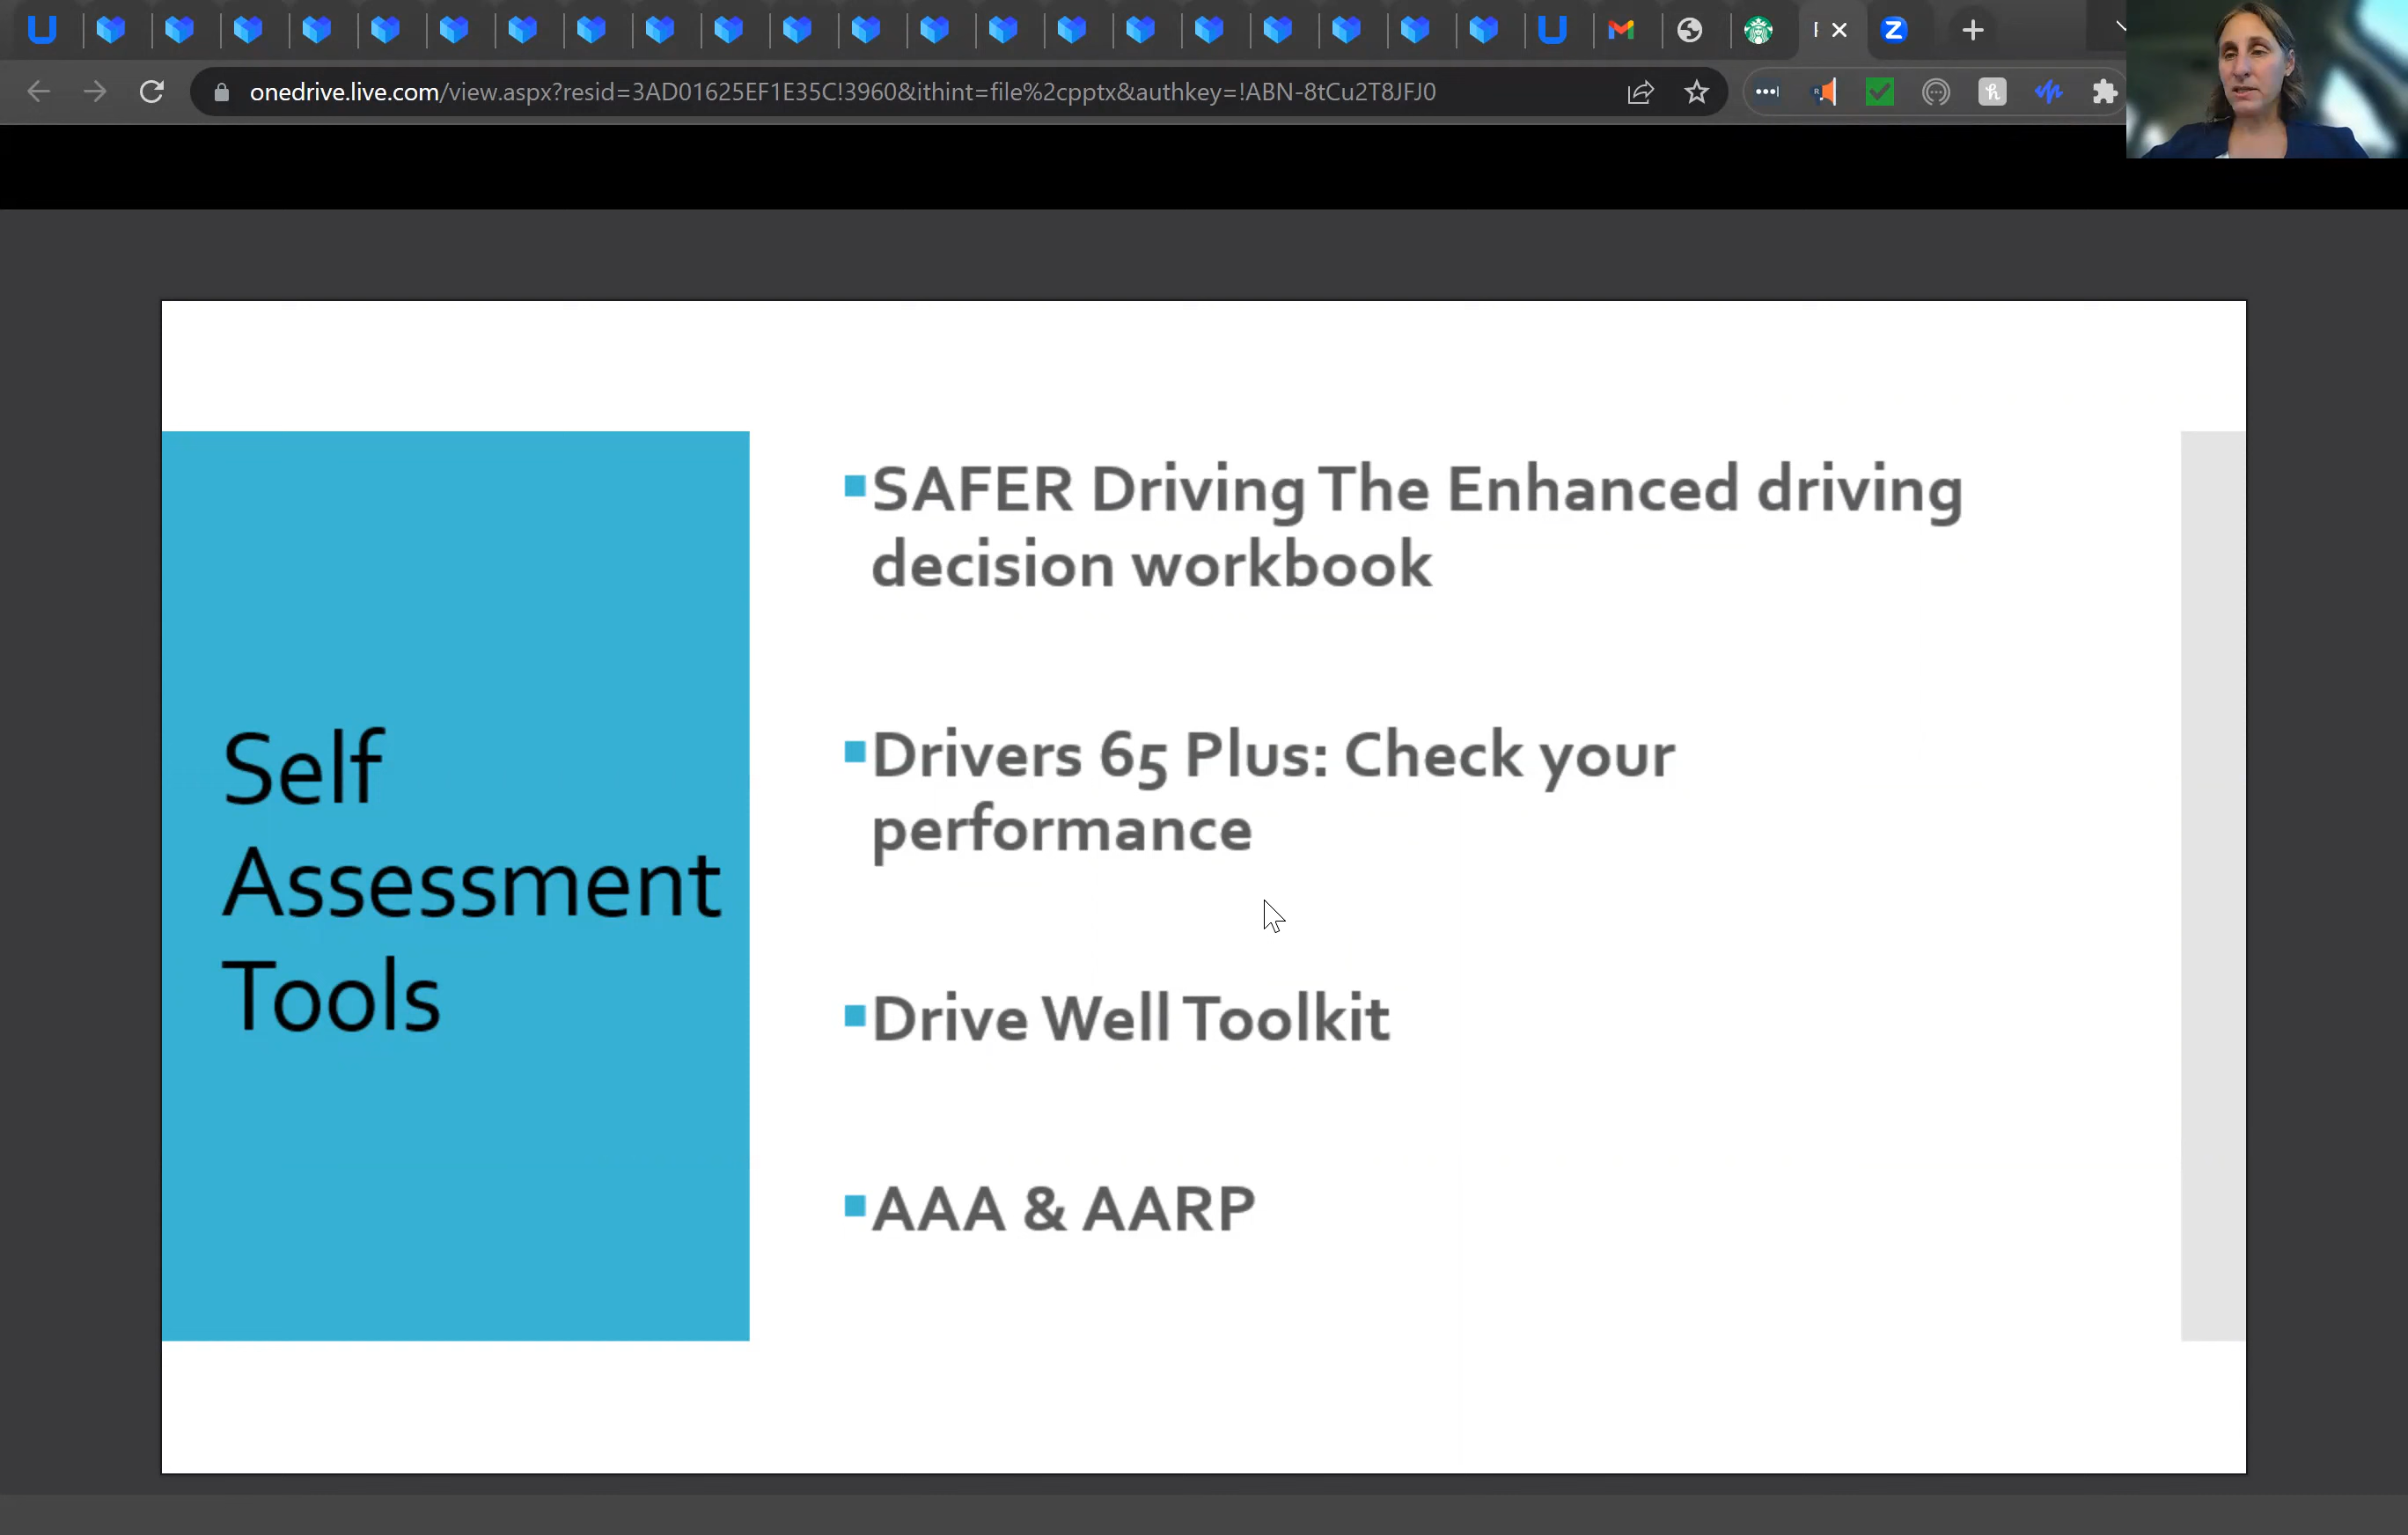 onedrive.live.com/view.aspx?resid=3AD01625EF1E35C!3960&ithint=file%2cpptx&authkey=!ABN-8tCu2T8JFJ0
Self
Assessment
Tools
SAFER Driving The Enhanced driving
decision workbook
Drivers 65 Plus: Check your
performance
Drive Well Toolkit
AAA & AARP